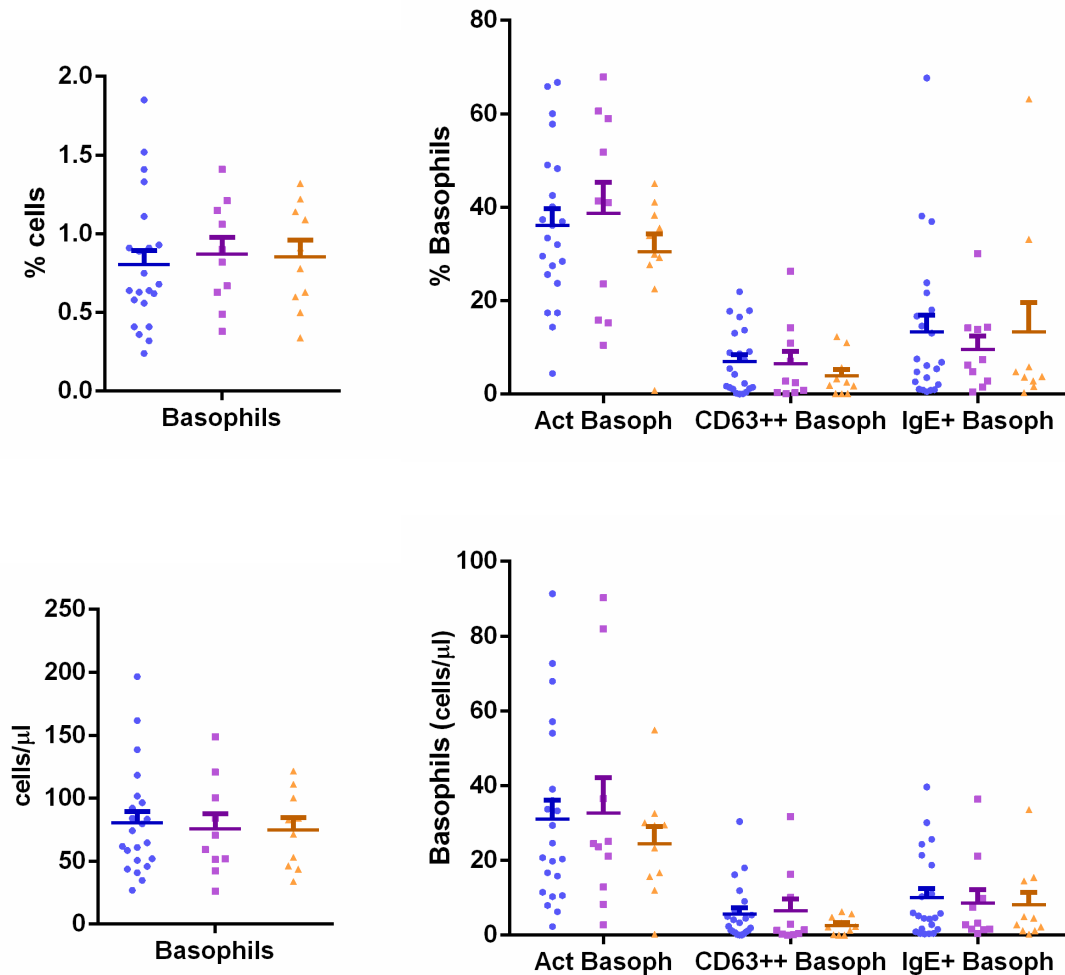 % cells
2.0
1.5
1.0
0.5
0.0
Basophils
% Basophils
80
60
40
20
0
Act Basoph CD63++ Basoph IgE+ Basoph
cells/μl
250
200
150
100
50
0
Basophils
Basophils (cells/μl)
100
80
60
40
20
0
Act Basoph CD63++ Basoph IgE+ Basoph